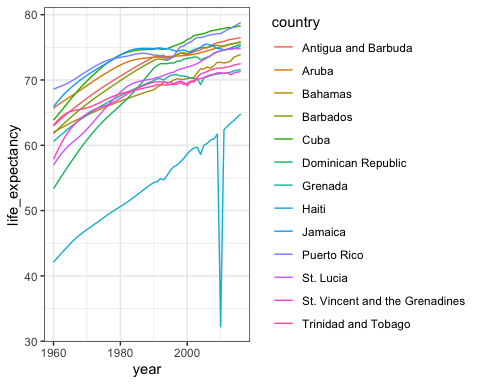 80
70
60
50
40
30
life_expectancy
1960
1980
2000
year
country
Antigua and Barbuda
Aruba
Bahamas
Barbados
Cuba
Dominican Republic
Grenada
Haiti
Jamaica
Puerto Rico
St. Lucia
St. Vincent and the Grenadines
Trinidad and Tobago